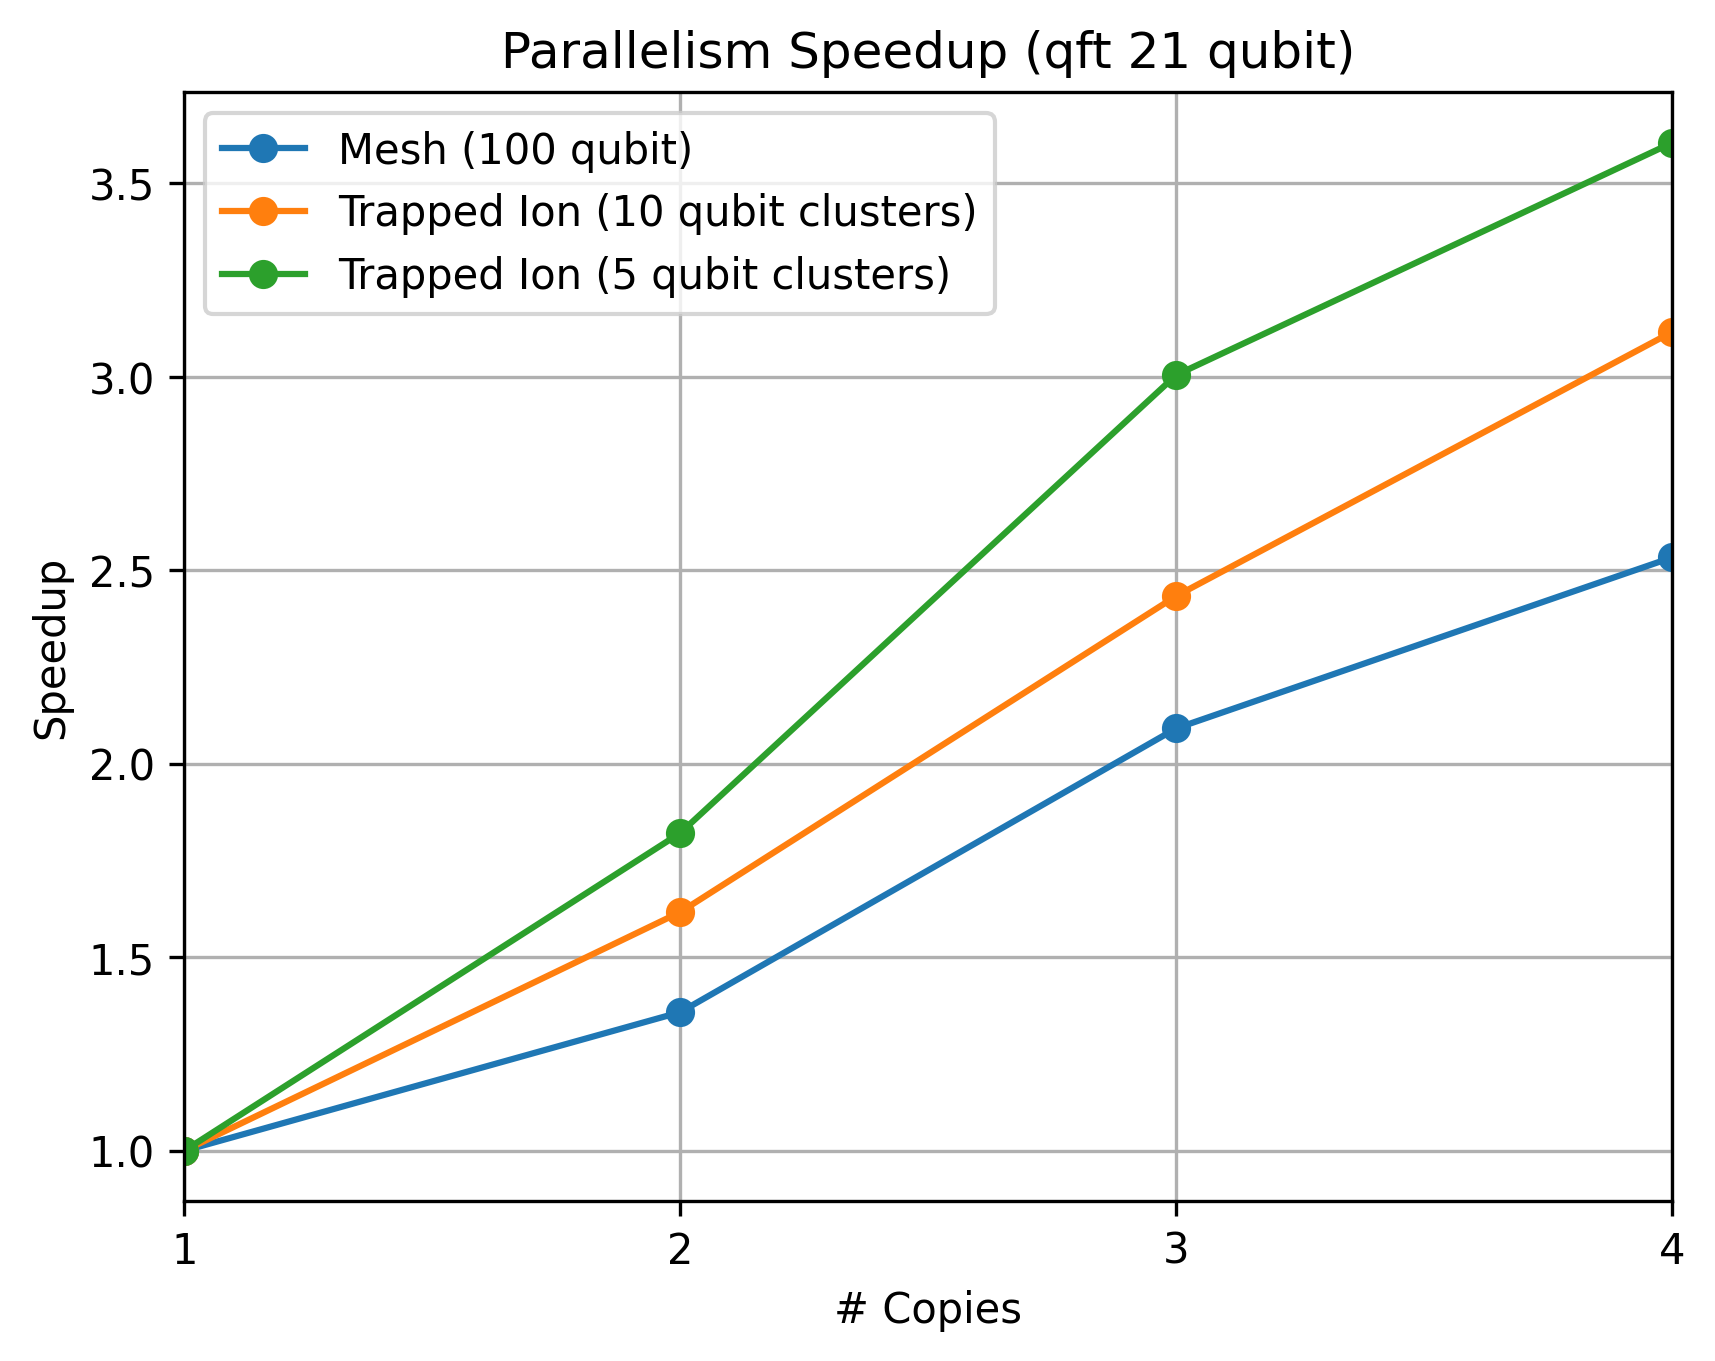 Parallelism Speedup (qft 21 qubit)
Mesh (100 qubit)
Trapped Ion (10 qubit clusters)
Trapped Ion (5 qubit clusters)
3.5
3.0
2.5
2.0
1.5
1.0
Speedup
1 2 3 4
# Copies